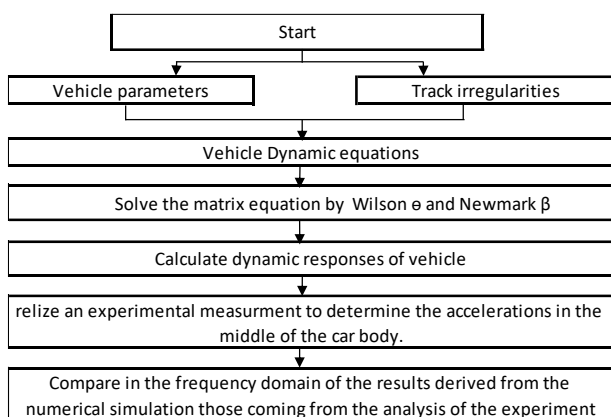 Start
Vehicle parameters
Track irregularities
Vehicle Dynamic equations
Solve the matrix equation by Wilson ɵ and Newmark β
Calculate dynamic responses of vehicle
relize an experimental measurment to determine the accelerations in the
middle of the car body.
Compare in the frequency domain of the results derived from the
numerical simulation those coming from the analysis of the experiment